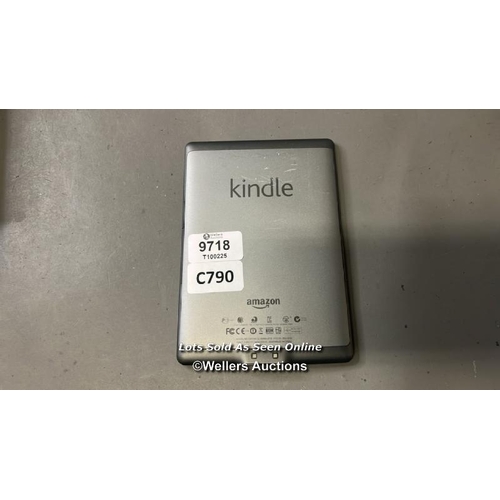 kindle
9718
T100225
C790
amazon
FC CE
Lots Sold As Seen Online
©Wellers Auctions